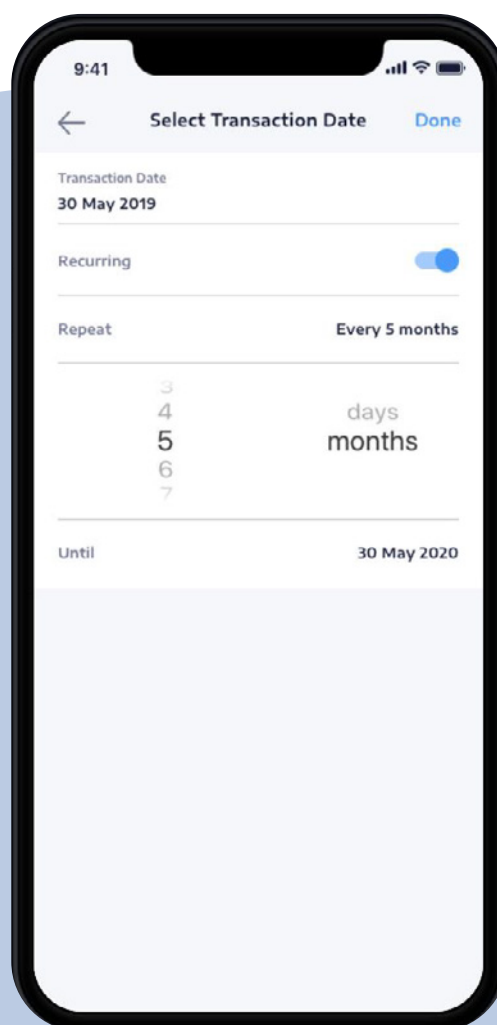 9:41
Select Transaction Date Done
Transaction Date
30 May 2019
Recurring
Repeat Every 5 months
3
4 days
5 months
6
7
Until 30 May 2020